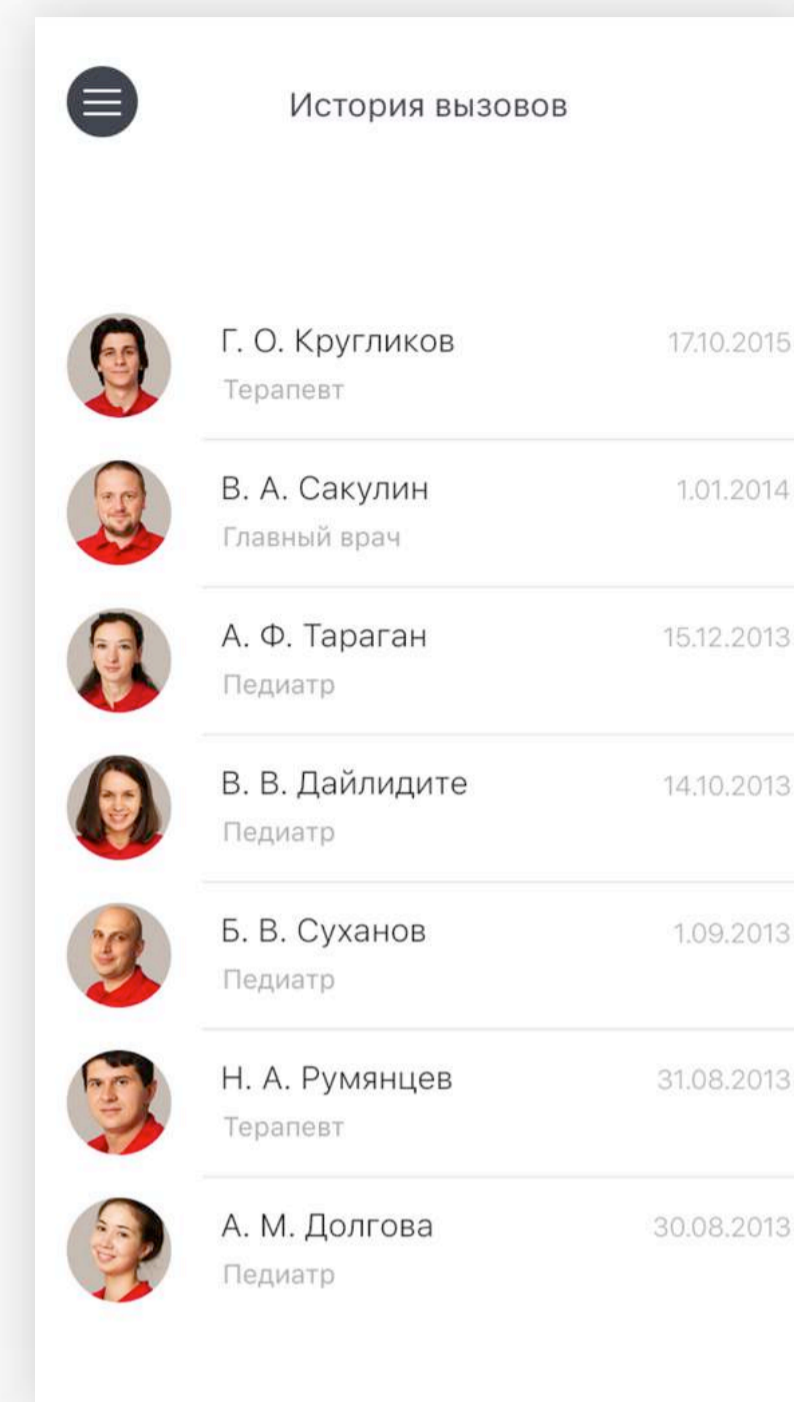 История вызовов
Г. О. Кругликов 17.10.2015
Терапевт
В. А. Сакулин 1.01.2014
Главный врач
А. Ф. Тараган 15.12.2013
Педиатр
В. В. Дайлидите 14.10.2013
Педиатр
Б. В. Суханов 1.09.2013
Педиатр
Н. А. Румянцев 31.08.2013
Терапевт
А. М. Долгова 30.08.2013
Педиатр